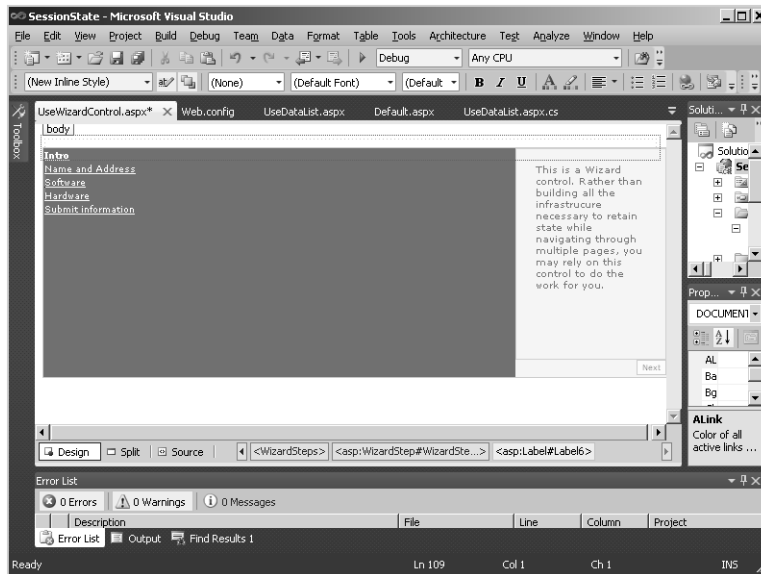 SessionState - Microsoft Visual Studio
File Edit View Project Build Debug Team Data Format Table Tools Architecture Test Analyze Window Help
Debug Any CPU
(New Inline Style) (None) (Default Font) (Default B I U A
UseWizardControl.aspx* Web.config UseDataList.aspx Default.aspx UseDataList.aspx.cs
Toolbox
body
Intro
Name and Address
Software
Hardware
Submit information
This is a Wizard
control. Rather than
building all the
infrastrucure
necessary to retain
state while
navigating through
multiple pages, you
may rely on this
control to do the
work for you.
Next
Design Split Source <WizardSteps> <asp:WizardStep#WizardSte...> <asp:Label#Label6>
Soluti...
Solutio
Se
Prop...
DOCUMENT
AL
Ba
Bg
ALink
Color of all
active links ...
Error List
0 Errors 0 Warnings 0 Messages
Description File Line Column Project
Error List Output Find Results 1
Ready Ln 109 Col 1 Ch 1 INS